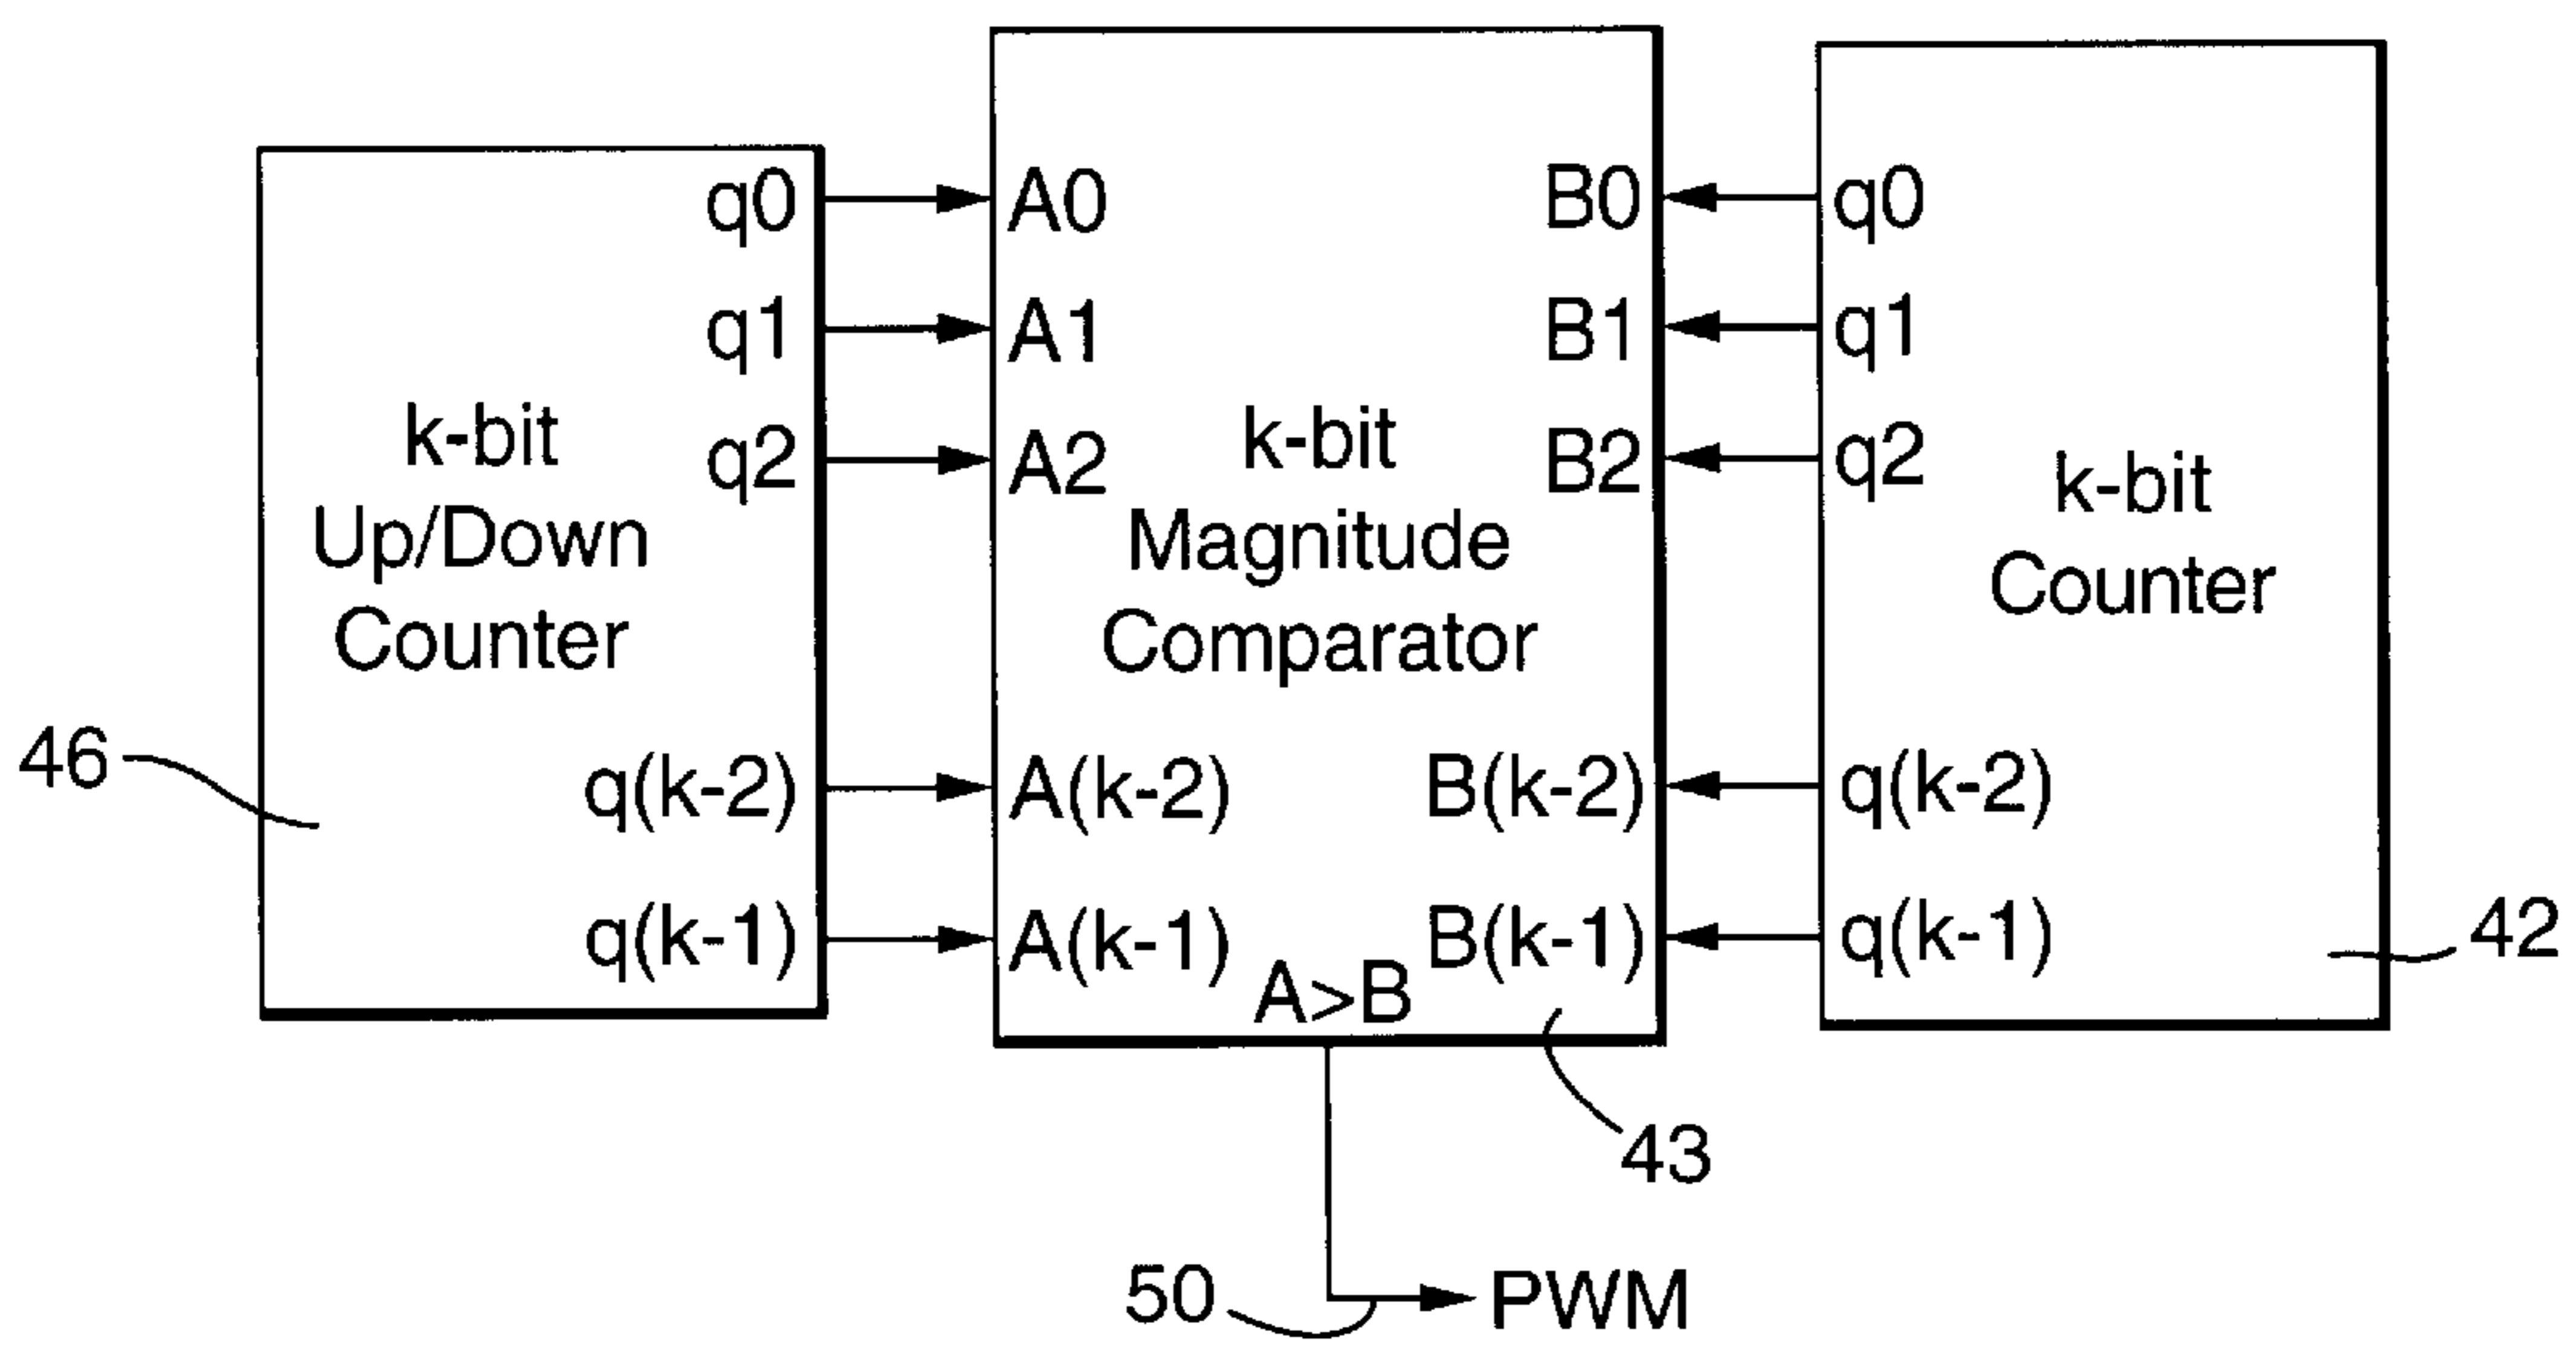 q0
q1
q2
k-bit
Up/Down
Counter
q(k-2)
q(k-1)
46
A0
A1
A2
A(k-2)
A(k-1)
k-bit
Magnitude
Comparator
B0
B1
B2
B(k-2)
B(k-1)
A>B
43
q0
q1
q2
k-bit
Counter
q(k-2)
q(k-1)
42
50
PWM